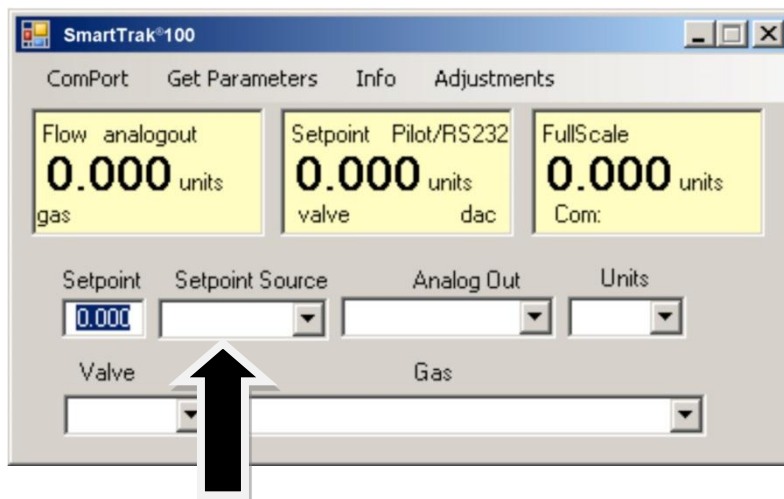 SmartTrak®100
ComPort Get Parameters Info Adjustments
Flow analogout
0.000 units
gas
Setpoint Pilot/RS232
0.000 units
valve dac
FullScale
0.000 units
Com:
Setpoint Setpoint Source Analog Out Units
0.000
Valve Gas